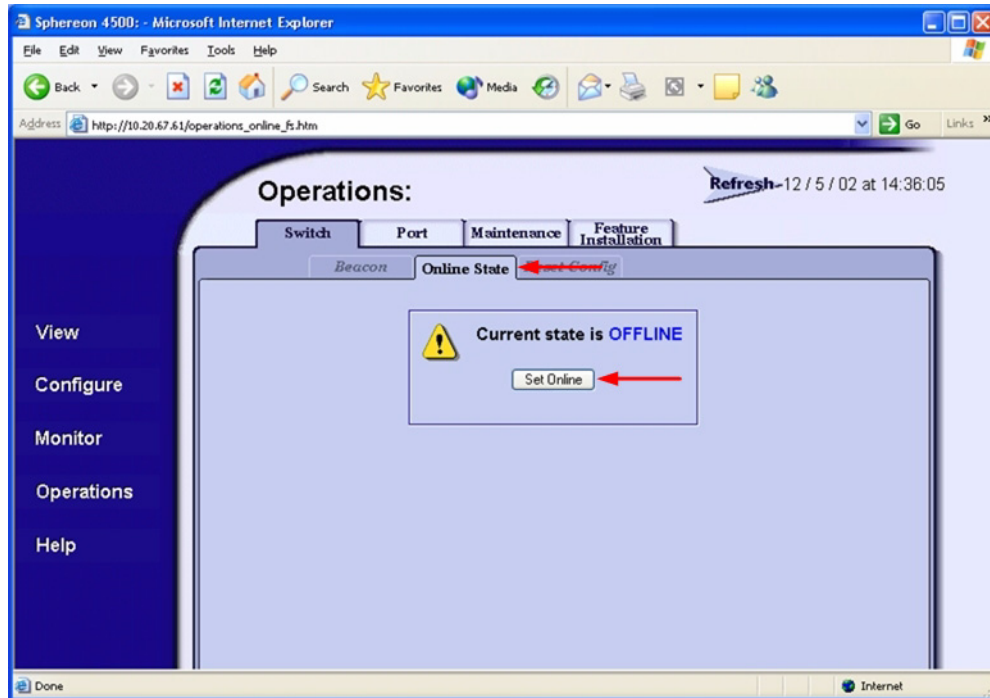 Sphereon 4500: - Microsoft Internet Explorer
File Edit View Favorites Tools Help
Back Search Favorites Media
Address http://10.20.67.61/operations_online_fs.htm Go Links »
Operations:
Refresh-12 / 5 / 02 at 14:36:05
Switch Port Maintenance Feature Installation
Beacon Online State Config
Current state is OFFLINE
Set Online
View
Configure
Monitor
Operations
Help
Done Internet